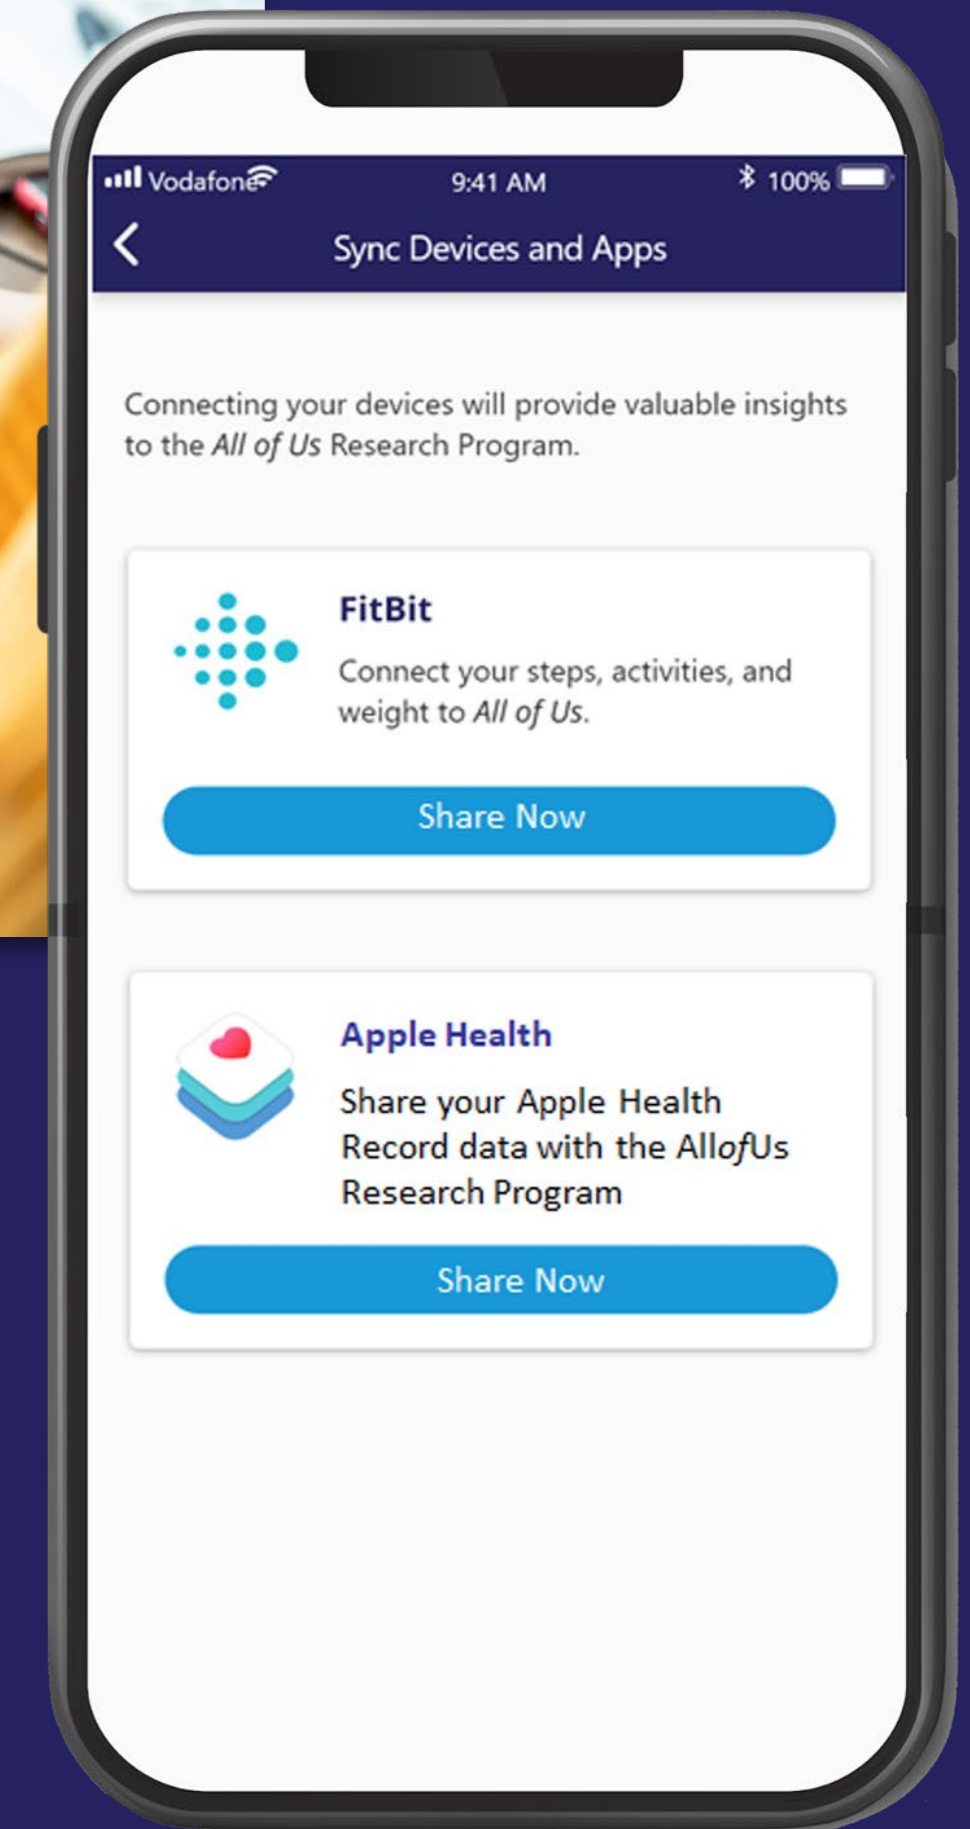 Vodafone 9:41 AM 100%
Sync Devices and Apps
Connecting your devices will provide valuable insights
to the All of Us Research Program.
FitBit
Connect your steps, activities, and
weight to All of Us.
Share Now
Apple Health
Share your Apple Health
Record data with the AllofUs
Research Program
Share Now